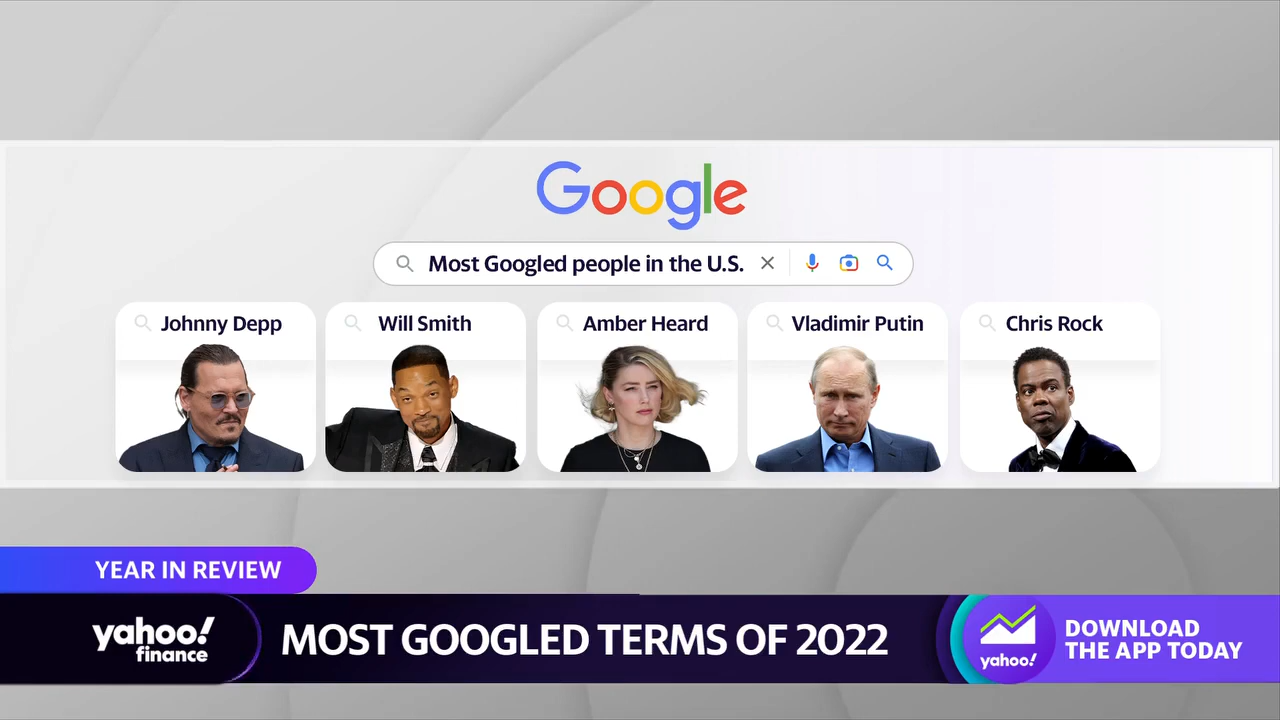 Google
Most Googled people in the U.S.
Johnny Depp
Will Smith
Amber Heard
Vladimir Putin
Chris Rock
YEAR IN REVIEW
yahoo!
finance
MOST GOOGLED TERMS OF 2022
yahoo!
DOWNLOAD
THE APP TODAY